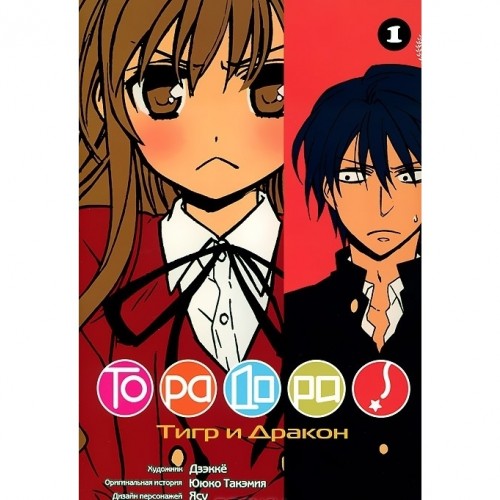 1
ТОРАДОРА!
Тигр и Дракон
Художник Дзэккё
Оригинальная история Ююко Такэмия
Дизайн персонажей Ясу